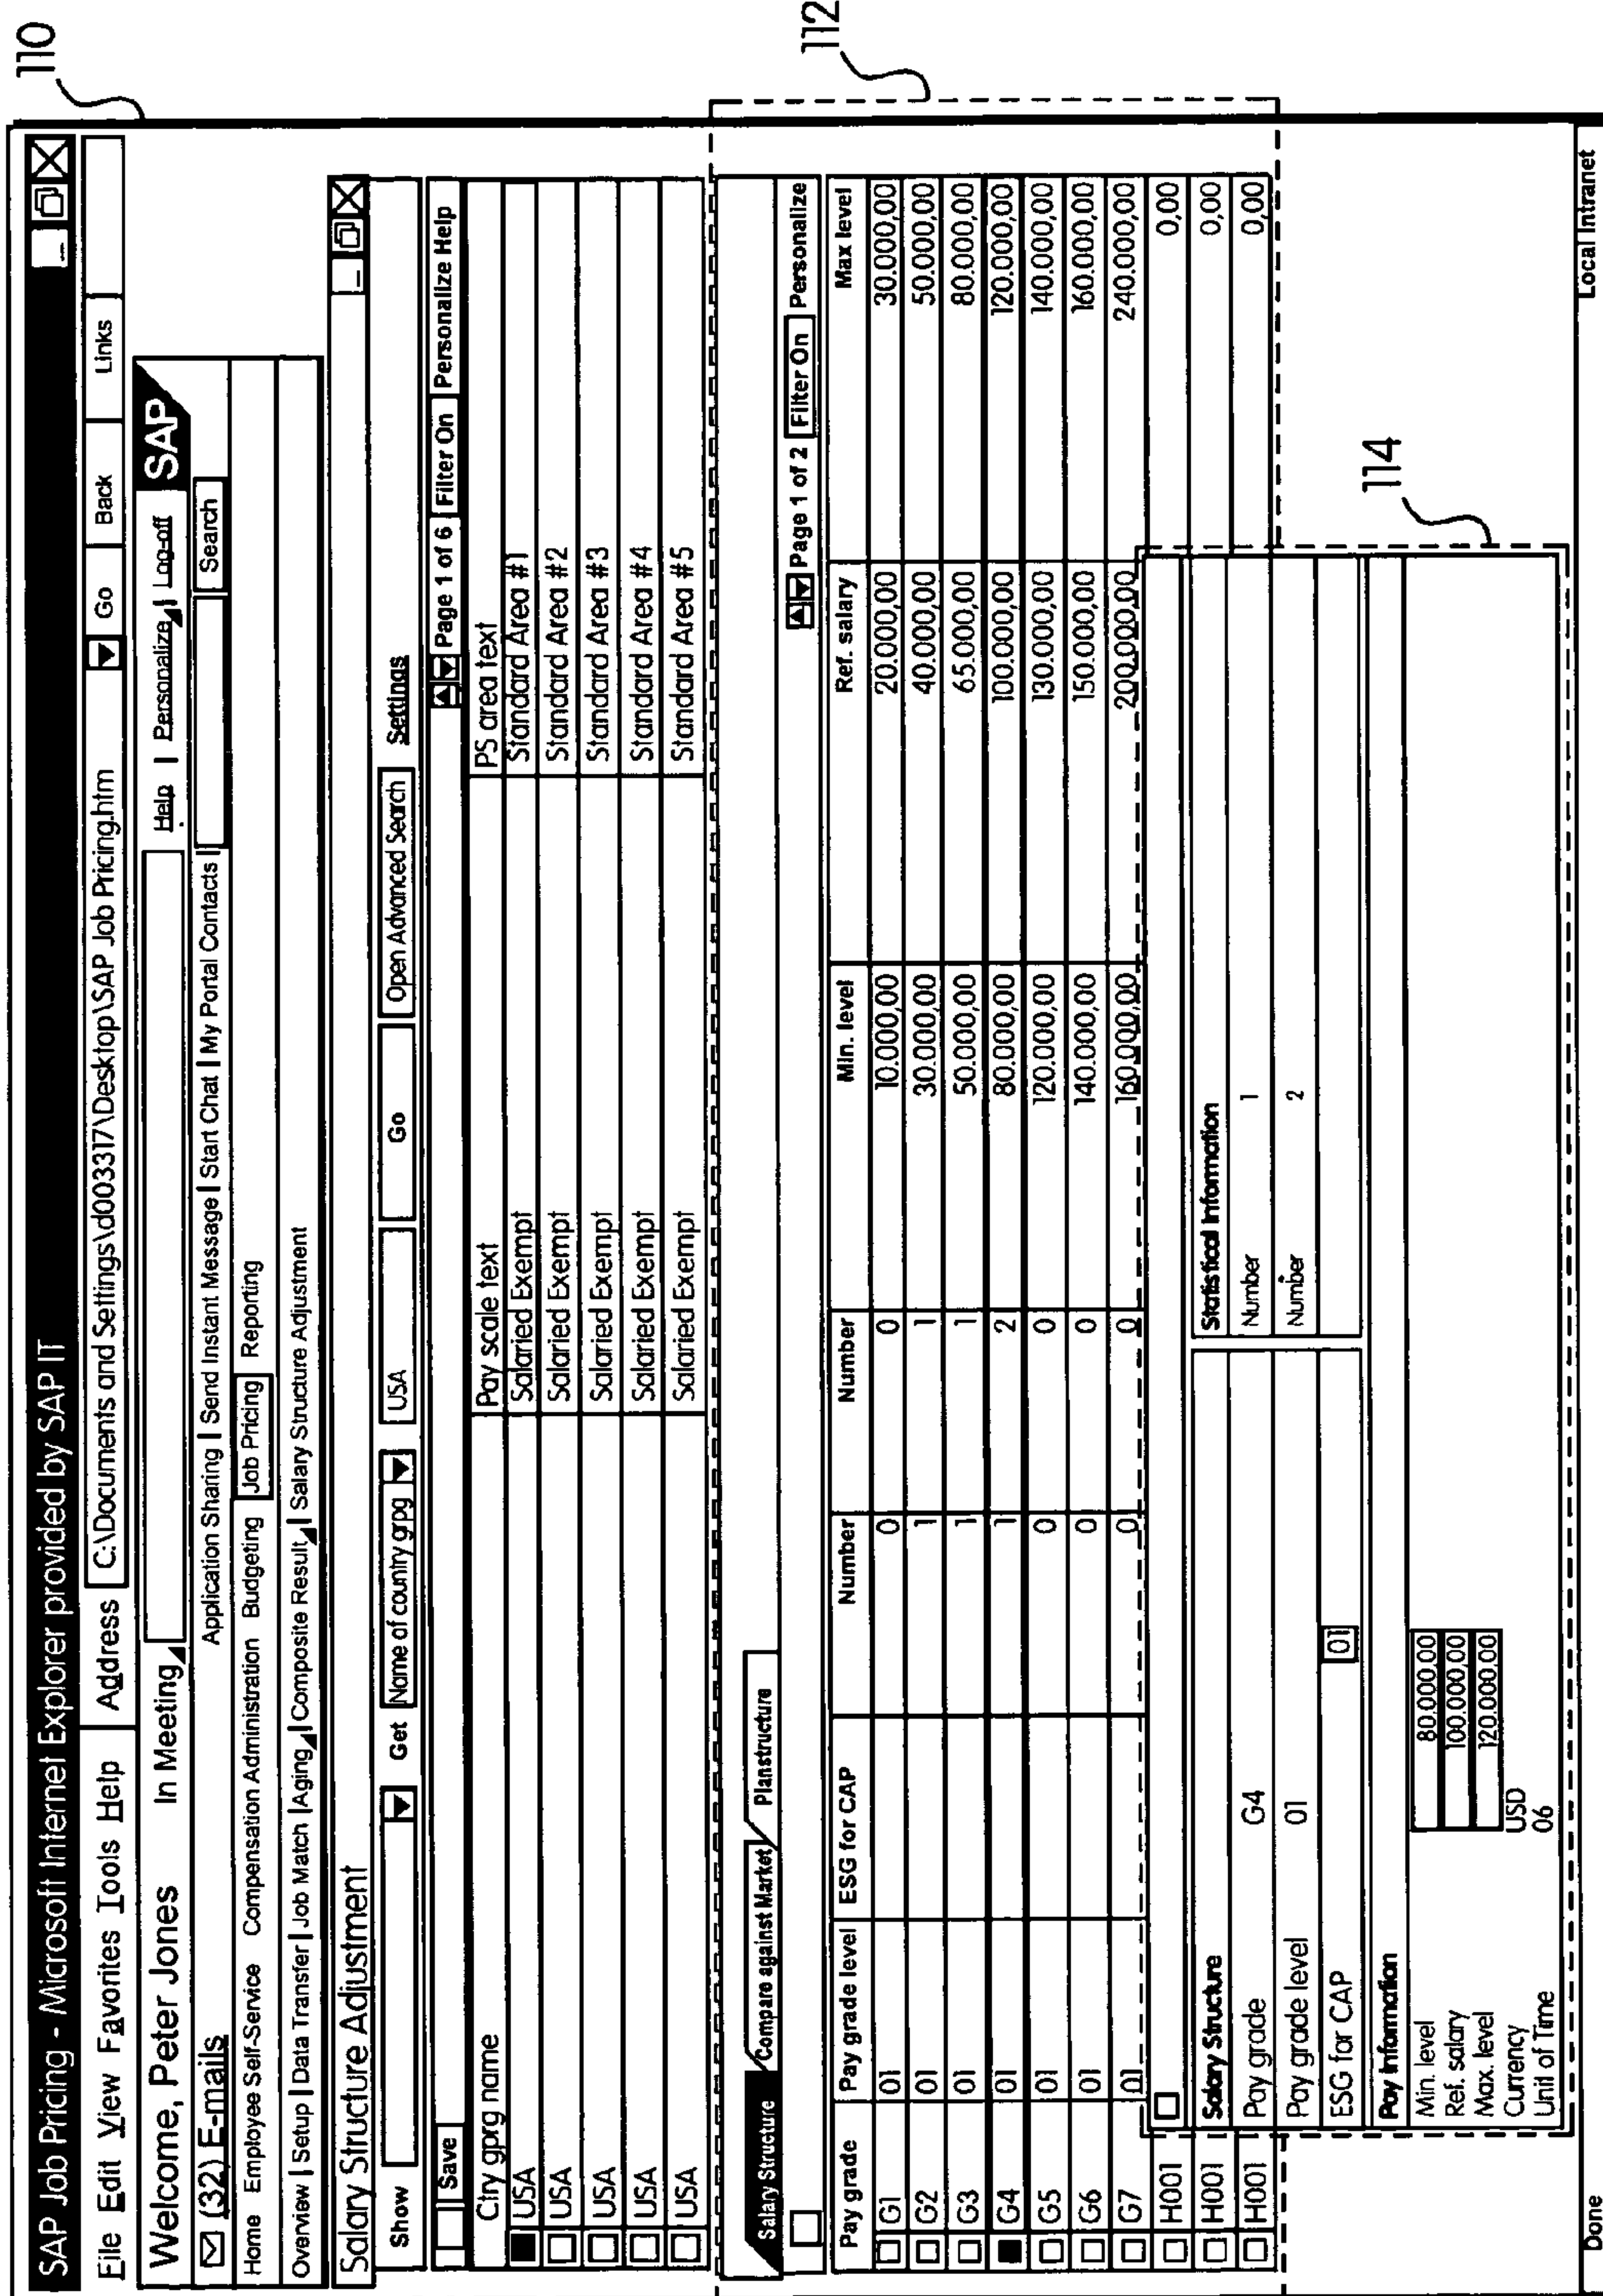 110
SAP Job Pricing - Microsoft Internet Explorer provided by SAP IT
File Edit View Favorites Tools Help Address C:\Documents and Settings\d003317\Desktop\SAP Job Pricing.htm Go Back Links
Welcome, Peter Jones In Meeting Help | Personalize | Log-off SAP
(32) E-mails Application Sharing | Send Instant Message | Start Chat | My Portal Contacts | Search
Home Employee Self-Service Compensation Administration Budgeting Job Pricing Reporting
Overview | Setup | Data Transfer | Job Match | Aging | Composite Result | Salary Structure Adjustment
Salary Structure Adjustment
Show Get Name of country grpg USA Go Open Advanced Search Settings
Save Page 1 of 6 Filter On Personalize Help
Ctry gprg name Pay scale text PS area text
USA Salaried Exempt Standard Area #1
USA Salaried Exempt Standard Area #2
USA Salaried Exempt Standard Area #3
USA Salaried Exempt Standard Area #4
USA Salaried Exempt Standard Area #5
112
Salary Structure Compare against Market Planstructure
Page 1 of 2 Filter On Personalize
Pay grade Pay grade level ESG for CAP Number Number Min. level Ref. salary Max level
G1 01 0 0 10.000,00 20.000,00 30.000,00
G2 01 1 1 30.000,00 40.000,00 50.000,00
G3 01 1 1 50.000,00 65.000,00 80.000,00
G4 01 1 2 80.000,00 100.000,00 120.000,00
G5 01 0 0 120.000,00 130.000,00 140.000,00
G6 01 0 0 140.000,00 150.000,00 160.000,00
G7 01 0 0 160.000,00 200.000,00 240.000,00
H001 0,00
H001 0,00
H001 0,00
114
Salary Structure Statistical Information
Pay grade G4 Number 1
Pay grade level 01 Number 2
ESG for CAP 01
Pay Information
Min. level 80.000,00
Ref. salary 100.000,00
Max. level 120.000,00
Currency USD
Unit of Time 06
Done Local Intranet